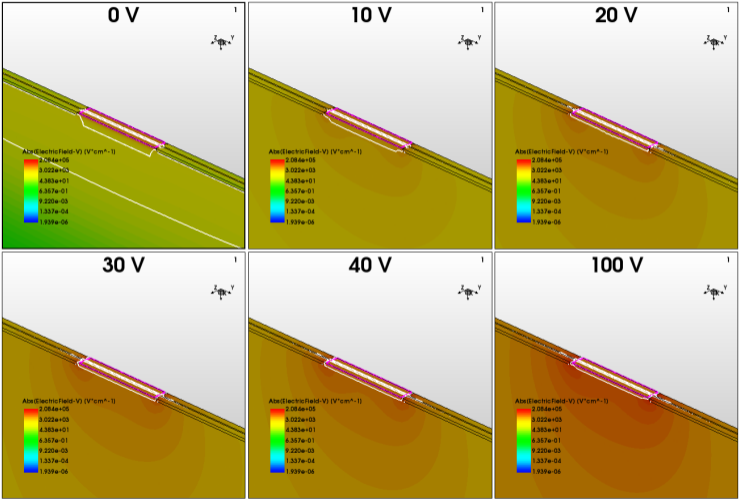 0 V
1
Z
Y
Abs(ElectricField-V) (V*cm^-1)
2.084e+05
3.022e+03
4.383e+01
6.357e-01
9.220e-03
1.337e-04
1.939e-06
10 V
1
Z
Y
Abs(ElectricField-V) (V*cm^-1)
2.084e+05
3.022e+03
4.383e+01
6.357e-01
9.220e-03
1.337e-04
1.939e-06
20 V
1
Z
Y
Abs(ElectricField-V) (V*cm^-1)
2.084e+05
3.022e+03
4.383e+01
6.357e-01
9.220e-03
1.337e-04
1.939e-06
30 V
1
Z
Y
Abs(ElectricField-V) (V*cm^-1)
2.084e+05
3.022e+03
4.383e+01
6.357e-01
9.220e-03
1.337e-04
1.939e-06
40 V
1
Z
Y
Abs(ElectricField-V) (V*cm^-1)
2.084e+05
3.022e+03
4.383e+01
6.357e-01
9.220e-03
1.337e-04
1.939e-06
100 V
1
Z
Y
Abs(ElectricField-V) (V*cm^-1)
2.084e+05
3.022e+03
4.383e+01
6.357e-01
9.220e-03
1.337e-04
1.939e-06